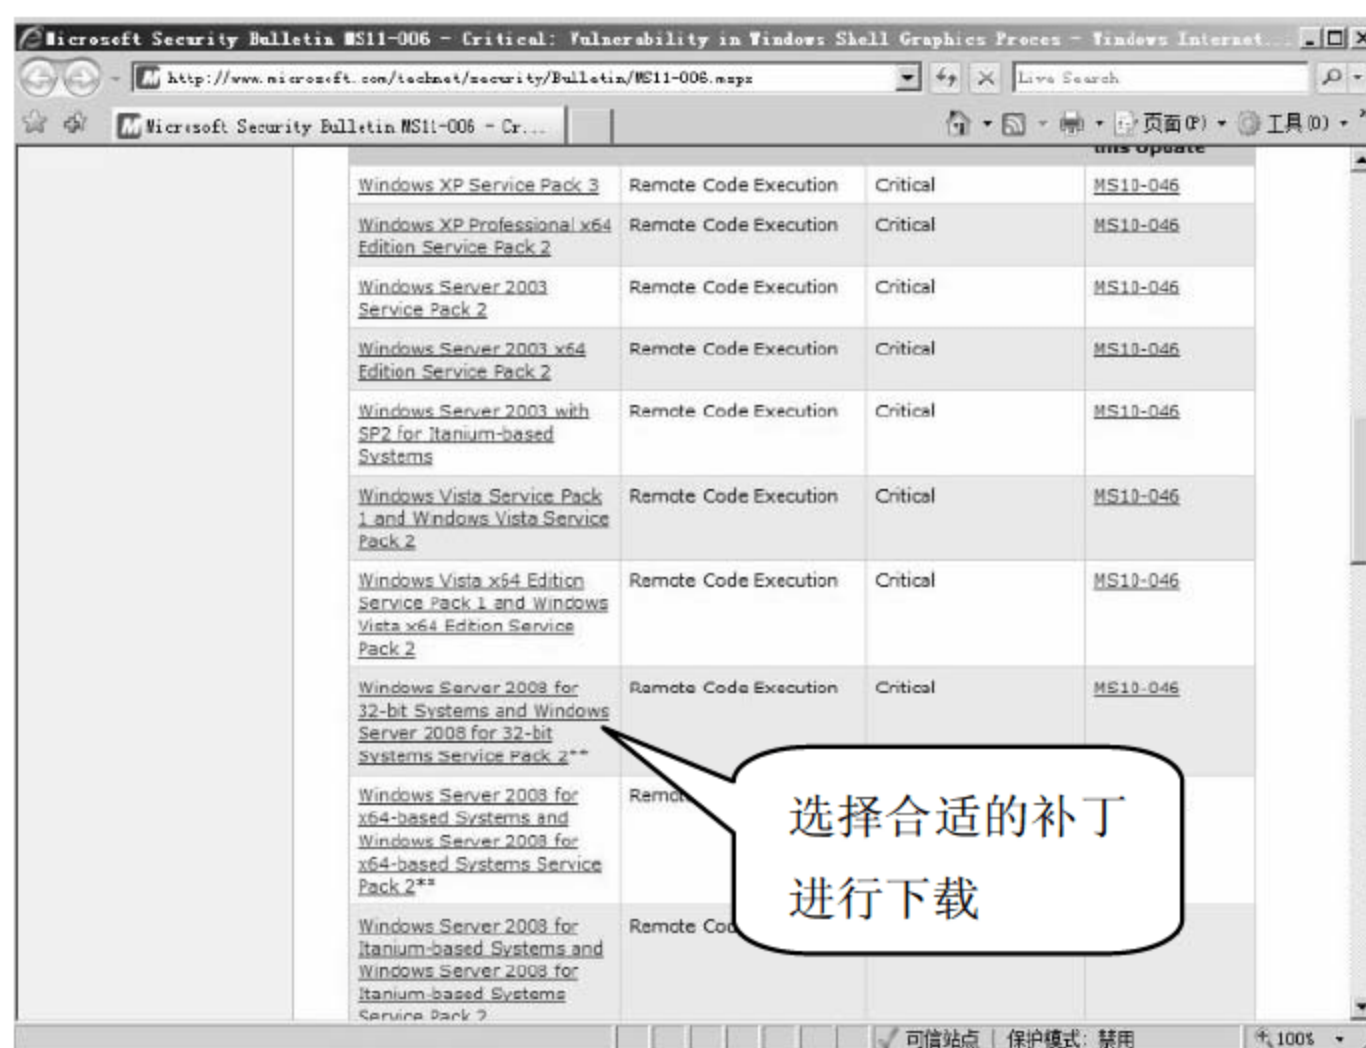 Microsoft Security Bulletin MS11-006 - Critical: Vulnerability in Windows Shell Graphics Proces - Windows Internet...
http://www.microsoft.com/technet/security/Bulletin/MS11-006.mspx
Live Search
Microsoft Security Bulletin MS11-006 - Cr...
页面(P)
工具(O)
this Update
Windows XP Service Pack 3 Remote Code Execution Critical MS10-046
Windows XP Professional x64 Remote Code Execution Critical MS10-046
Edition Service Pack 2
Windows Server 2003 Remote Code Execution Critical MS10-046
Service Pack 2
Windows Server 2003 x64 Remote Code Execution Critical MS10-046
Edition Service Pack 2
Windows Server 2003 with Remote Code Execution Critical MS10-046
SP2 for Itanium-based
Systems
Windows Vista Service Pack Remote Code Execution Critical MS10-046
1 and Windows Vista Service
Pack 2
Windows Vista x64 Edition Remote Code Execution Critical MS10-046
Service Pack 1 and Windows
Vista x64 Edition Service
Pack 2
Windows Server 2008 for Remote Code Execution Critical MS10-046
32-bit Systems and Windows
Server 2008 for 32-bit
Systems Service Pack 2**
Windows Server 2008 for
x64-based Systems and
Windows Server 2008 for
x64-based Systems Service
Pack 2**
Windows Server 2008 for Remote
Itanium-based Systems and
Windows Server 2008 for
Itanium-based Systems
Service Pack 2
选择合适的补丁
进行下载
可信站点 | 保护模式: 禁用
100%